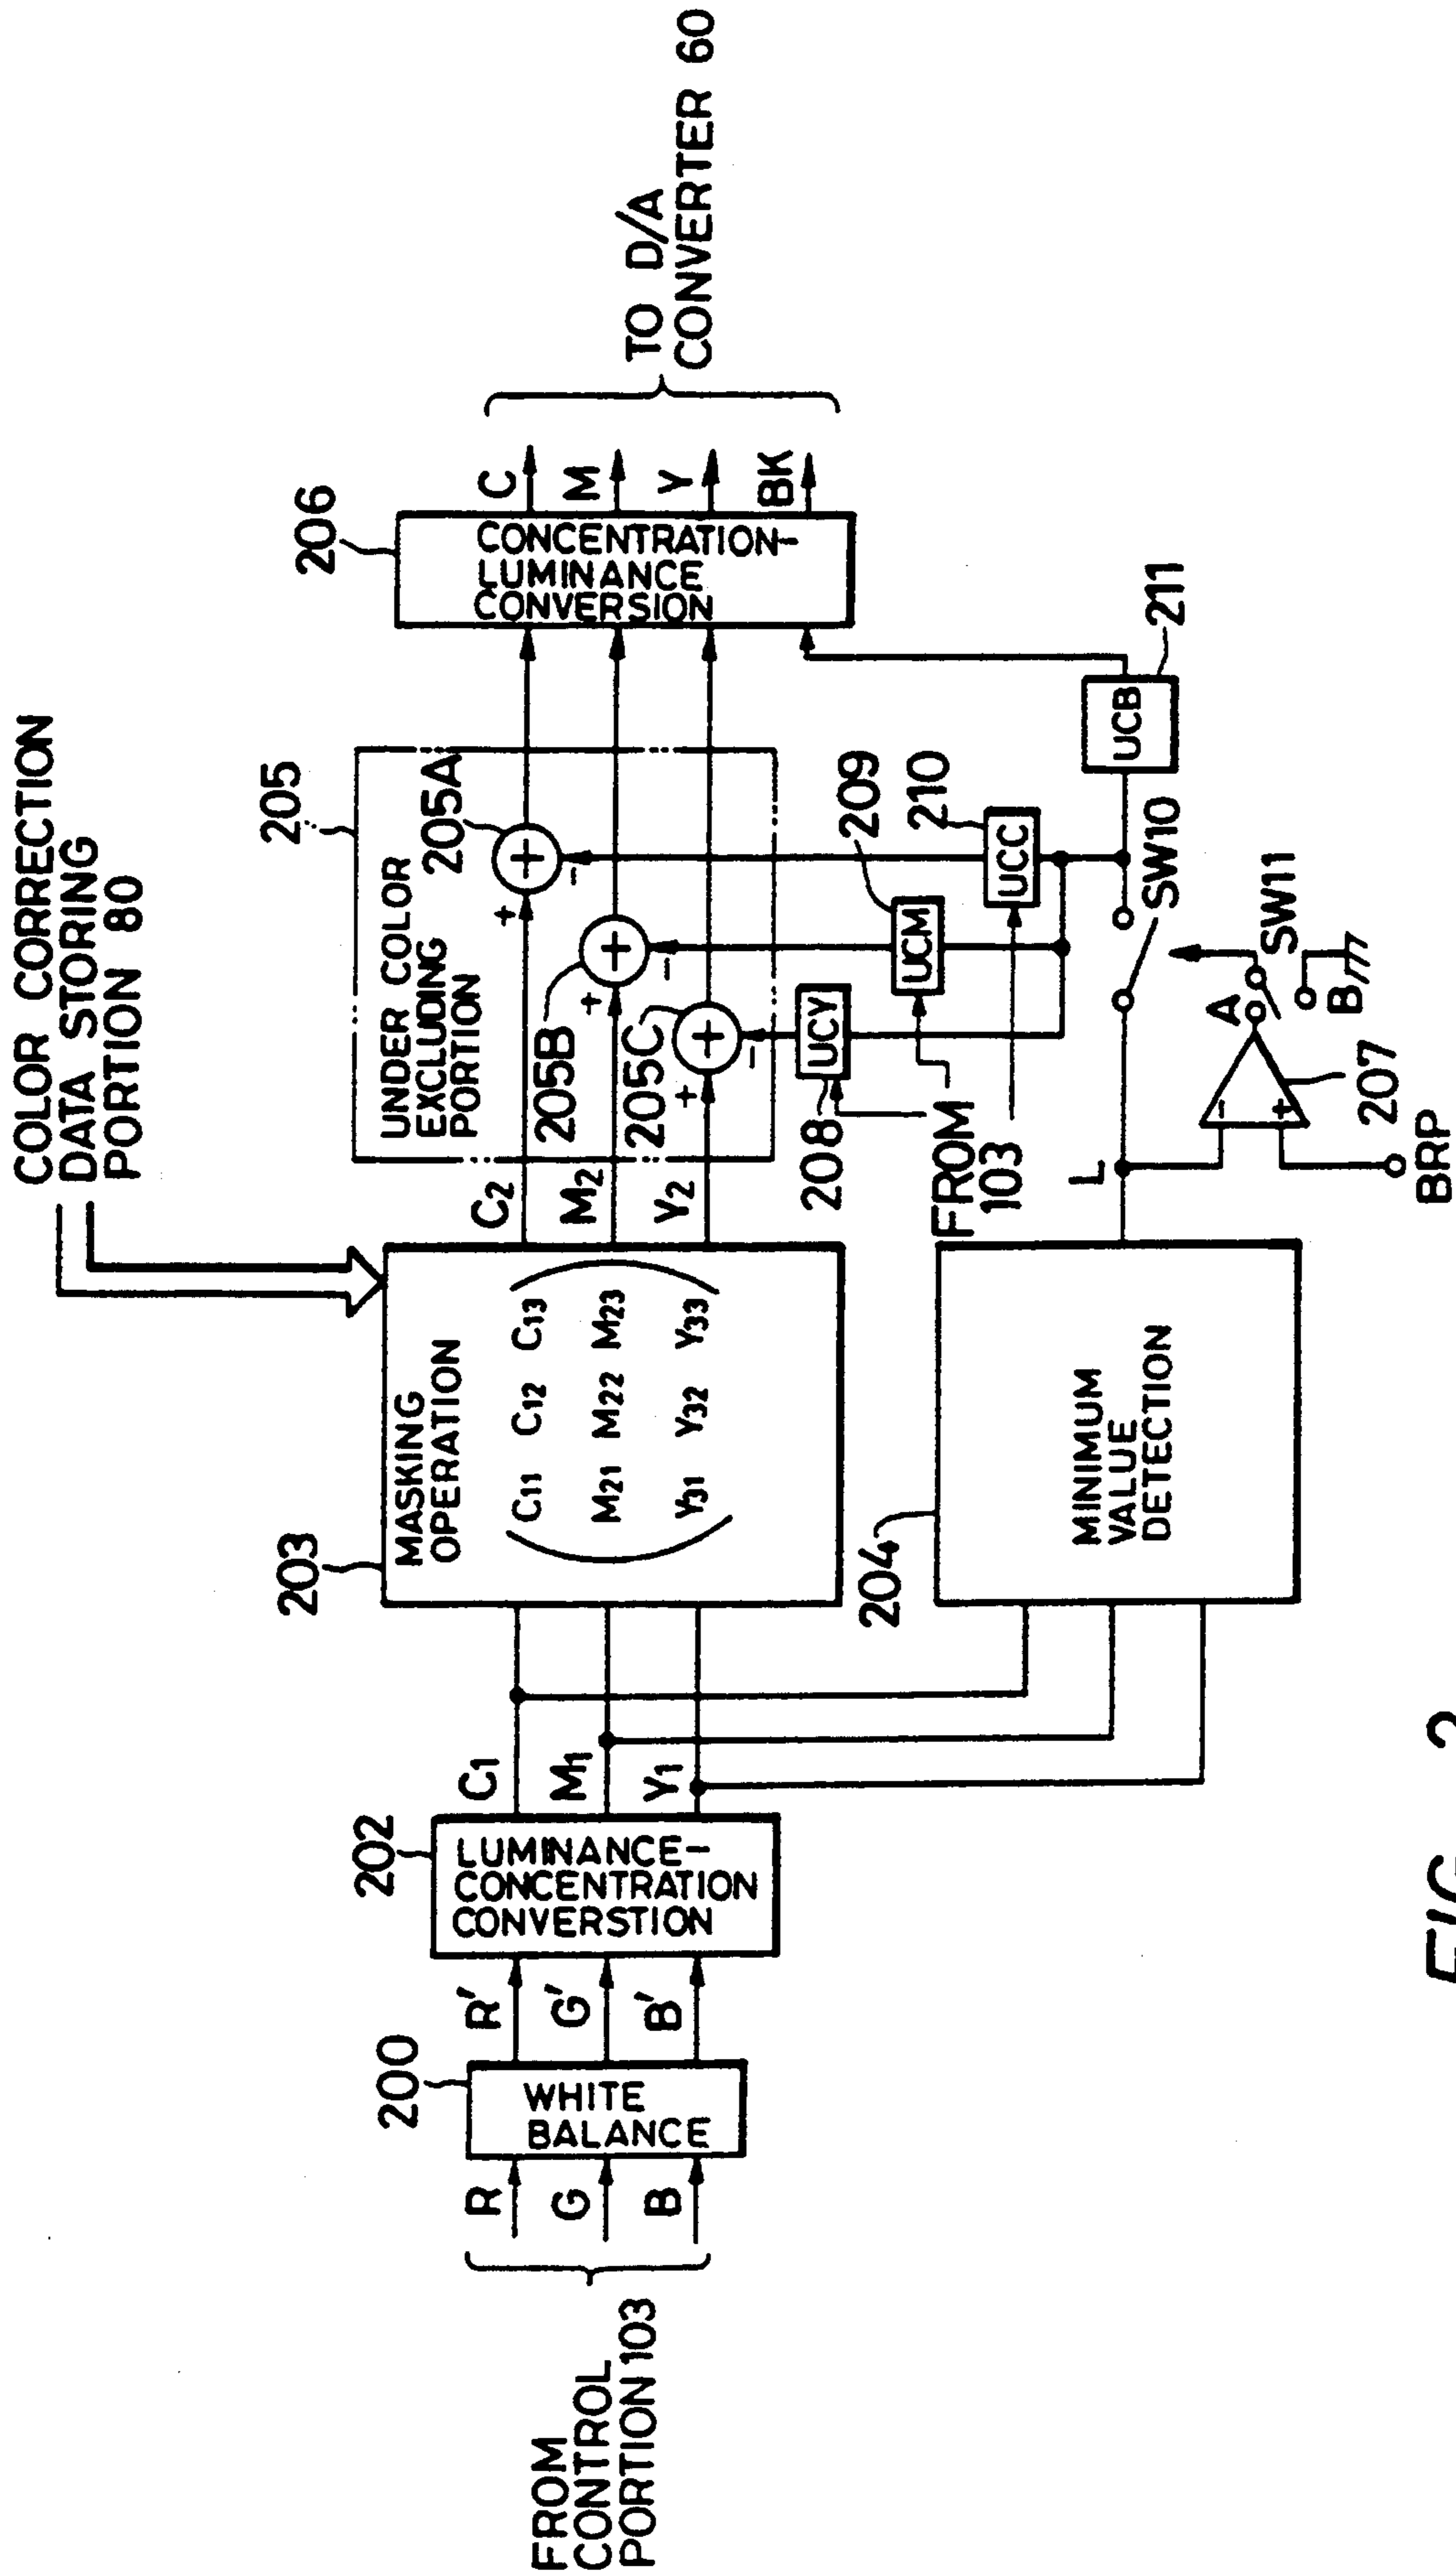 COLOR CORRECTION
DATA STORING
PORTION 80
FROM
CONTROL
PORTION 103
R
G
B
200
WHITE
BALANCE
R'
G'
B'
202
LUMINANCE-
CONCENTRATION
CONVERSTION
C1
M1
Y1
203
MASKING
OPERATION
C11 C12 C13
M21 M22 M23
Y31 Y32 Y33
204
MINIMUM
VALUE
DETECTION
C2
M2
Y2
205
UNDER COLOR
EXCLUDING
PORTION
205A
205B
205C
+
-
+
-
+
-
+
+
+
208
UCY
209
UCM
210
UCC
FROM
103
L
SW10
211
UCB
A
SW11
B
-
+
207
BRP
206
CONCENTRATION-
LUMINANCE
CONVERSION
C
M
Y
BK
TO D/A
CONVERTER 60